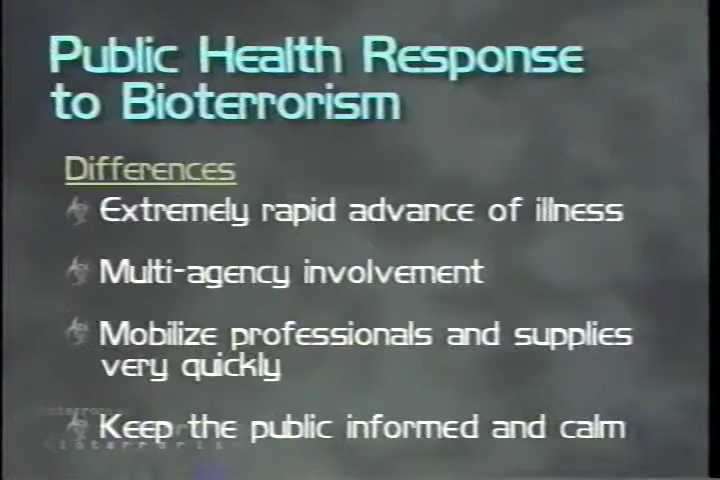 Public Health Response
to Bioterrorism
Differences
Extremely rapid advance of illness
Multi-agency involvement
Mobilize professionals and supplies
very quickly
Keep the public informed and calm